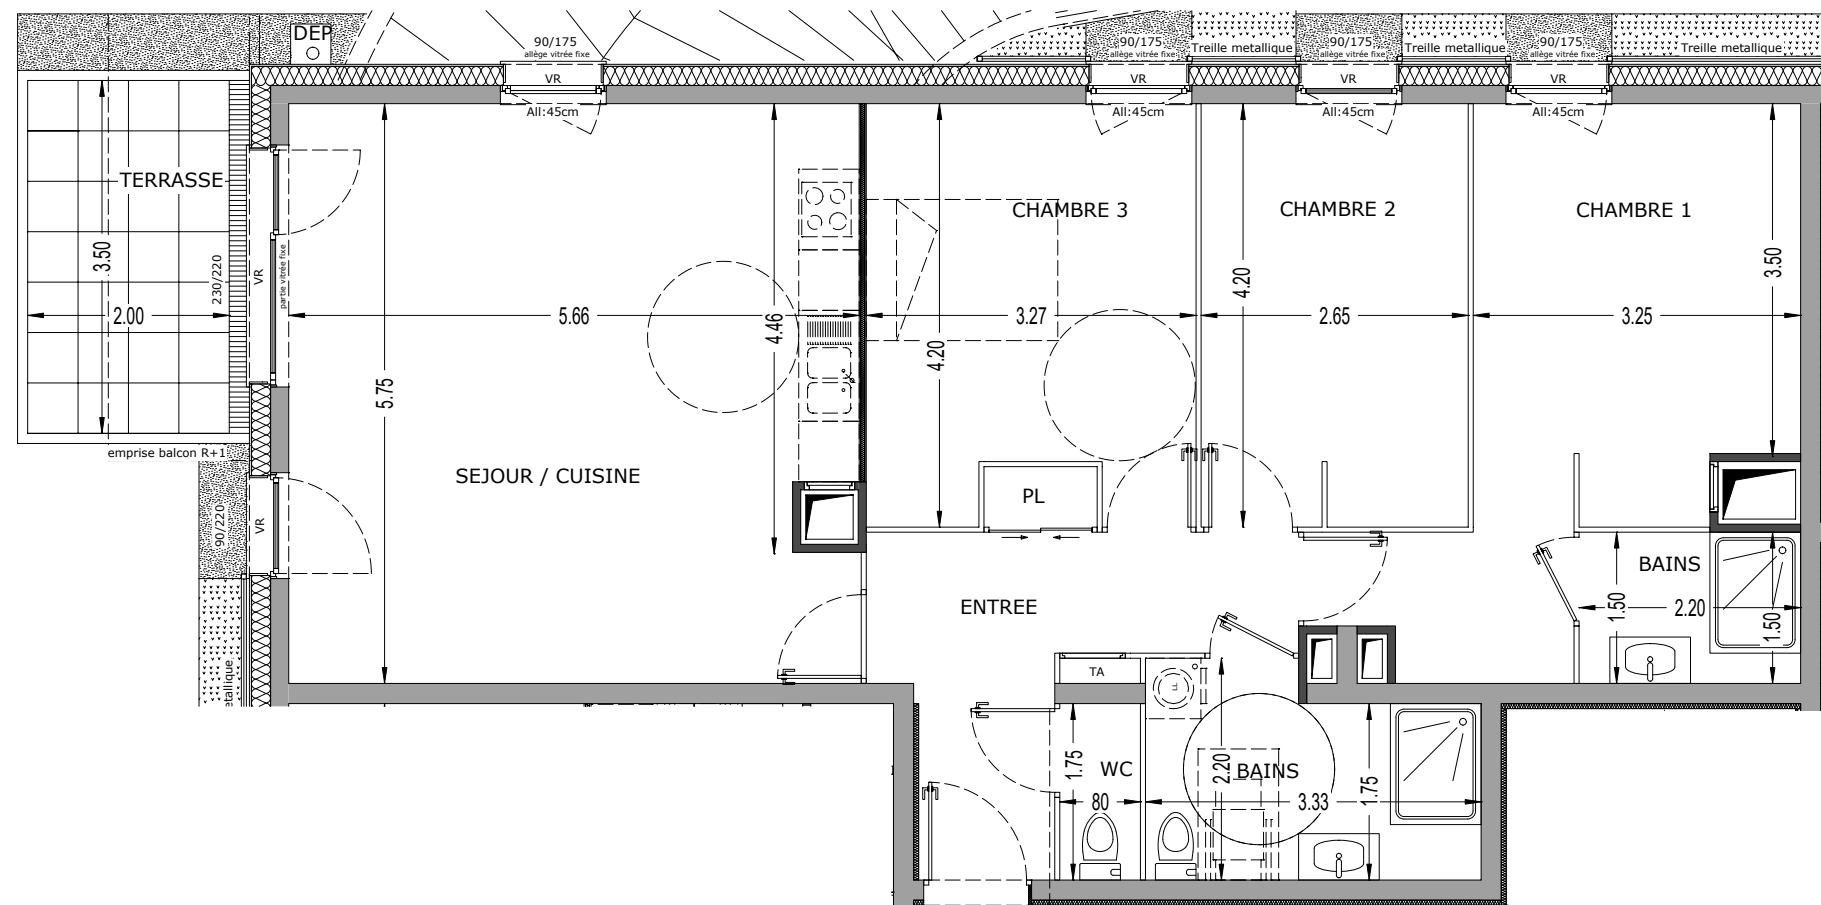 DEP
90/175
allège vitrée fixe
VR
All:45cm
90/175
allège vitrée fixe
VR
All:45cm
Treille metallique
90/175
allège vitrée fixe
VR
All:45cm
Treille metallique
90/175
allège vitrée fixe
VR
All:45cm
Treille metallique
TERRASSE
3.50
2.00
230/220
VR
partie vitrée fixe
emprise balcon R+1
90/220
VR
etallique
5.66
5.75
4.46
SEJOUR / CUISINE
CHAMBRE 3
3.27
4.20
PL
CHAMBRE 2
4.20
2.65
CHAMBRE 1
3.50
3.25
ENTREE
BAINS
1.50
2.20
1.50
TA
LL
WC
1.75
80
2.20
BAINS
3.33
1.75